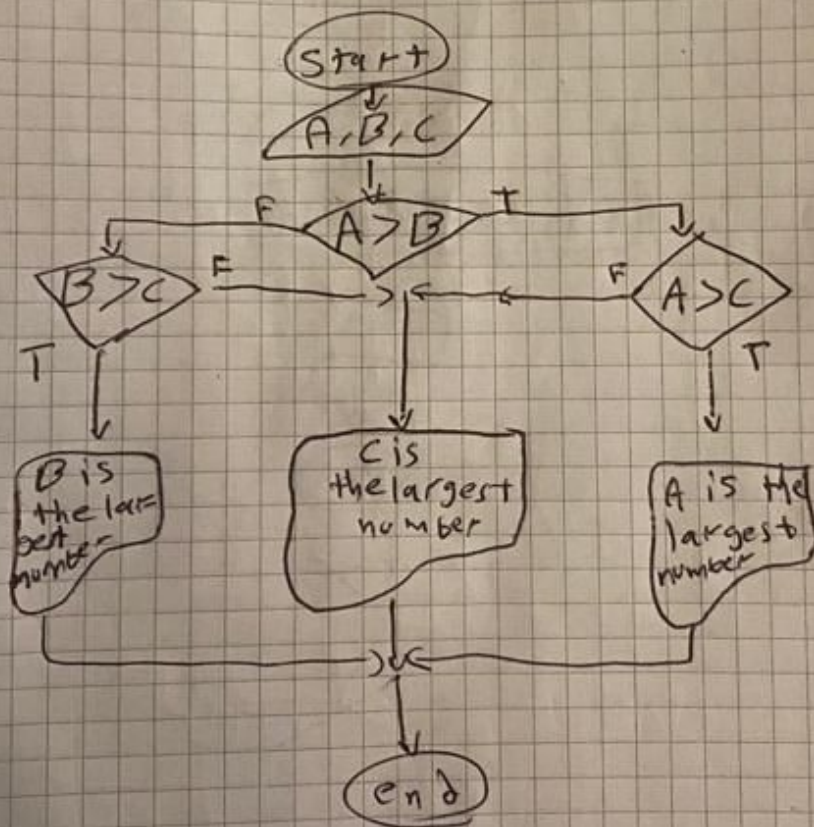 Start
A, B, C
F
A > B
T
B > C
F
F
A > C
T
T
B is
the lar-
gest
number
C is
the largest
number
A is the
largest
number
end